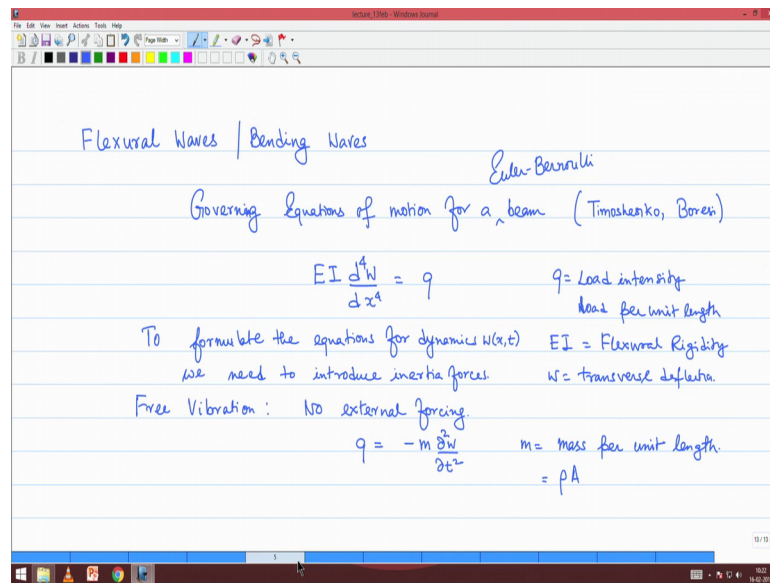 lecture_13feb - Windows Journal
File Edit View Insert Actions Tools Help
Page Width
B I
Flexural Waves / Bending Waves
Euler-Bernoulli
Governing Equations of motion for a ^ beam (Timoshenko, Boresi)
EI d⁴W/dx⁴ = q
q = Load intensity
load per unit length
To formulate the equations for dynamics w(x,t)
EI = Flexural Rigidity
we need to introduce inertia forces.
w = transverse deflection.
Free Vibration : No external forcing.
q = -m ∂²w/∂t²
m = mass per unit length.
= ρA
13/13
5
10:22